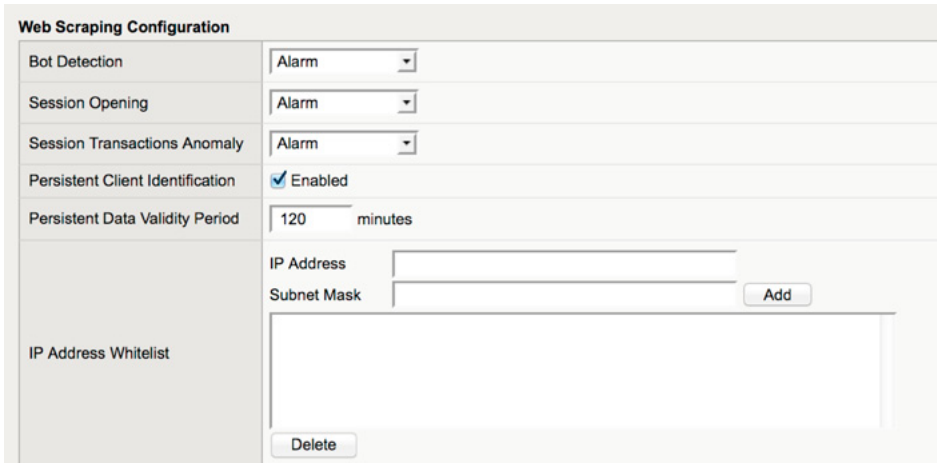 Web Scraping Configuration
Bot Detection Alarm
Session Opening Alarm
Session Transactions Anomaly Alarm
Persistent Client Identification Enabled
Persistent Data Validity Period 120 minutes
IP Address
Subnet Mask Add
IP Address Whitelist
Delete